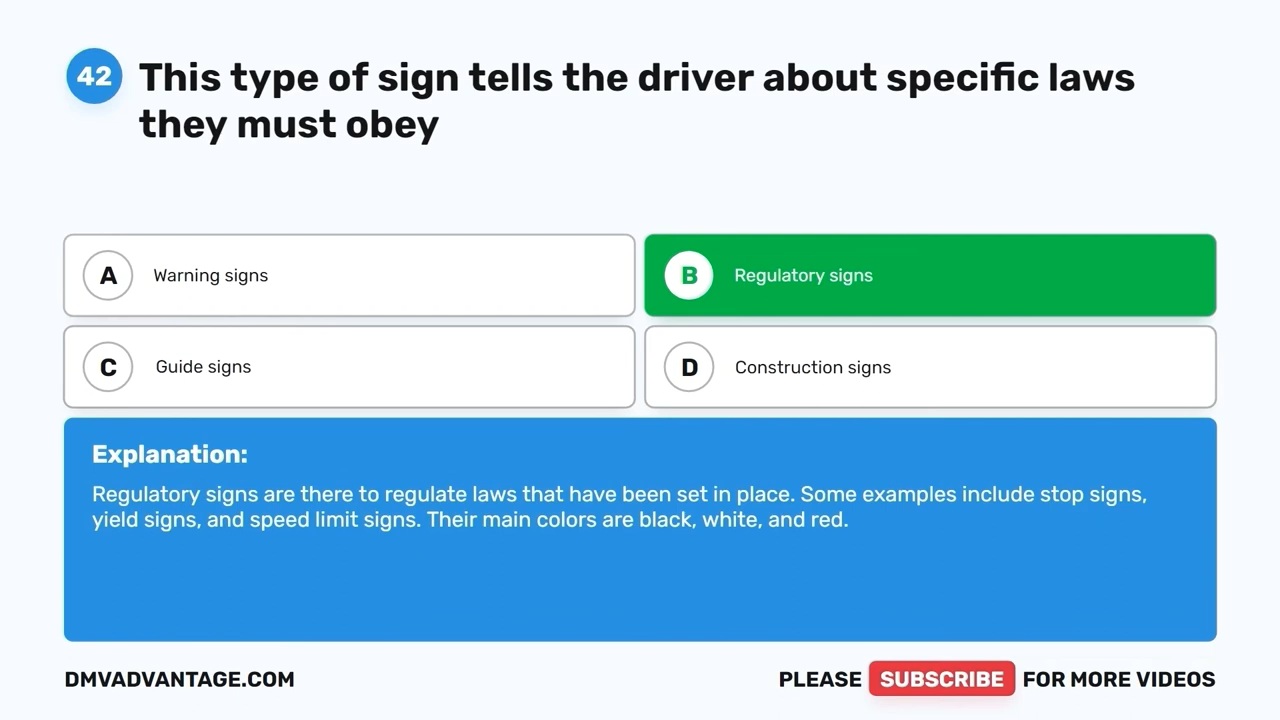 42
This type of sign tells the driver about specific laws
they must obey
A
Warning signs
B
Regulatory signs
C
Guide signs
D
Construction signs
Explanation:
Regulatory signs are there to regulate laws that have been set in place. Some examples include stop signs,
yield signs, and speed limit signs. Their main colors are black, white, and red.
DMVADVANTAGE.COM
PLEASE SUBSCRIBE FOR MORE VIDEOS